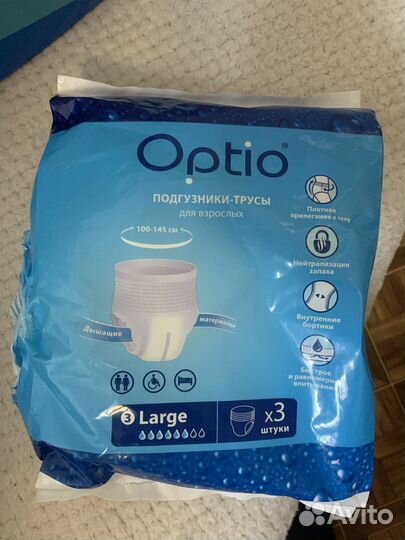 Optio®
ПОДГУЗНИКИ-ТРУСЫ
для взрослых
100-145 см
Плотное
прилегание к телу
Нейтрализация
запаха
Внутренние
бортики
Быстрое
и равномерное
впитывание
Дышащие
материалы
3 Large
x3
штуки
Avito